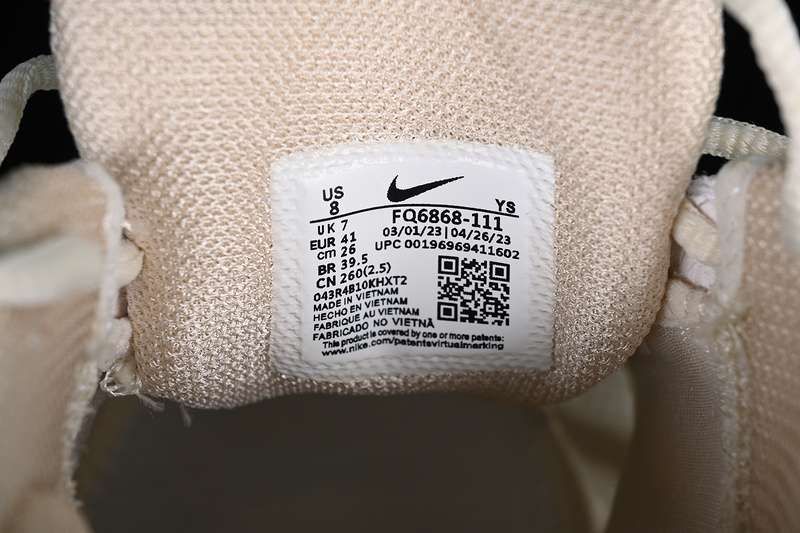 US
8
YS
UK 7
FQ6868-111
EUR 41
03/01/23|04/26/23
cm 26
UPC 00196969411602
BR 39.5
CN 260(2.5)
043R4B10KHXT2
MADE IN VIETNAM
HECHO EN VIETNAM
FABRIQUE AU VIETNAM
FABRICADO NO VIETNÃ
This product is covered by one or more patents:
www.nike.com/patentsvirtualmarking